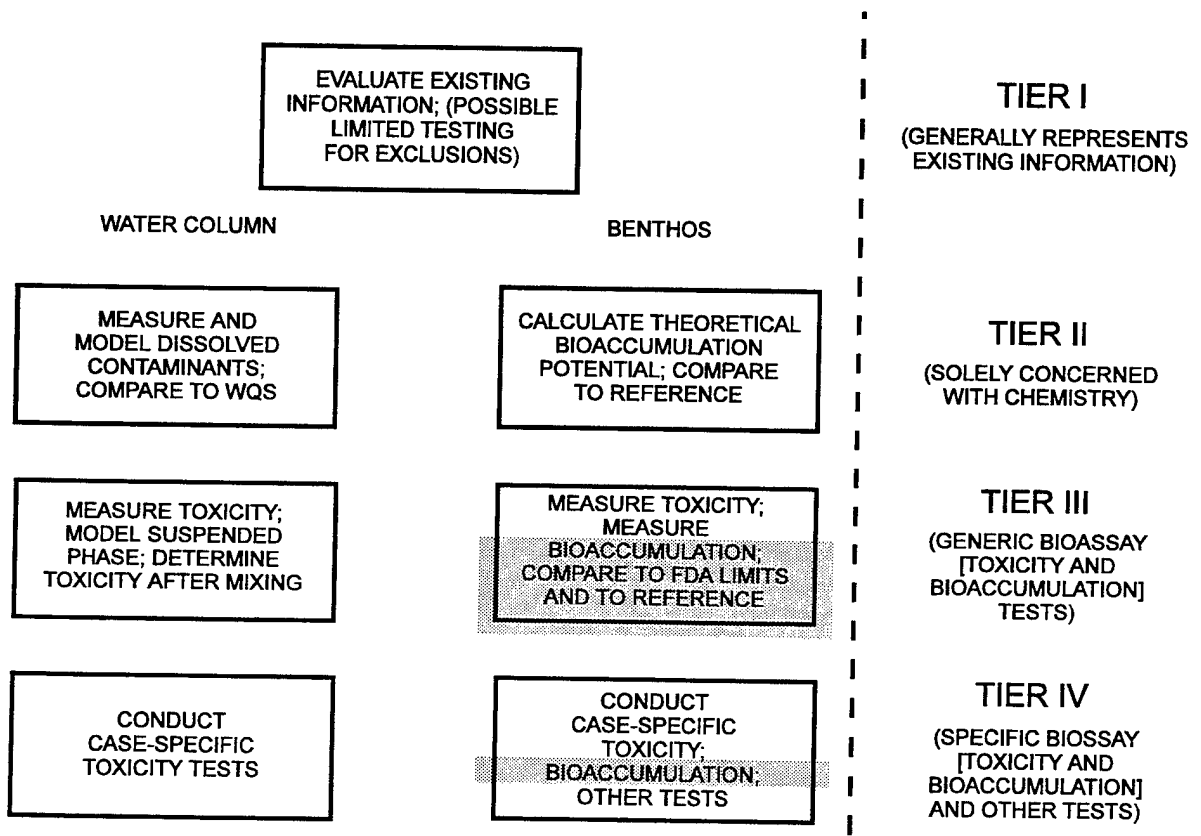 EVALUATE EXISTING
INFORMATION; (POSSIBLE
LIMITED TESTING
FOR EXCLUSIONS)
TIER I
(GENERALLY REPRESENTS
EXISTING INFORMATION)
WATER COLUMN
BENTHOS
MEASURE AND
MODEL DISSOLVED
CONTAMINANTS;
COMPARE TO WQS
CALCULATE THEORETICAL
BIOACCUMULATION
POTENTIAL; COMPARE
TO REFERENCE
TIER II
(SOLELY CONCERNED
WITH CHEMISTRY)
MEASURE TOXICITY;
MODEL SUSPENDED
PHASE; DETERMINE
TOXICITY AFTER MIXING
MEASURE TOXICITY;
MEASURE
BIOACCUMULATION;
COMPARE TO FDA LIMITS
AND TO REFERENCE
TIER III
(GENERIC BIOASSAY
[TOXICITY AND
BIOACCUMULATION]
TESTS)
CONDUCT
CASE-SPECIFIC
TOXICITY TESTS
CONDUCT
CASE-SPECIFIC
TOXICITY;
BIOACCUMULATION;
OTHER TESTS
TIER IV
(SPECIFIC BIOSSAY
[TOXICITY AND
BIOACCUMULATION]
AND OTHER TESTS)